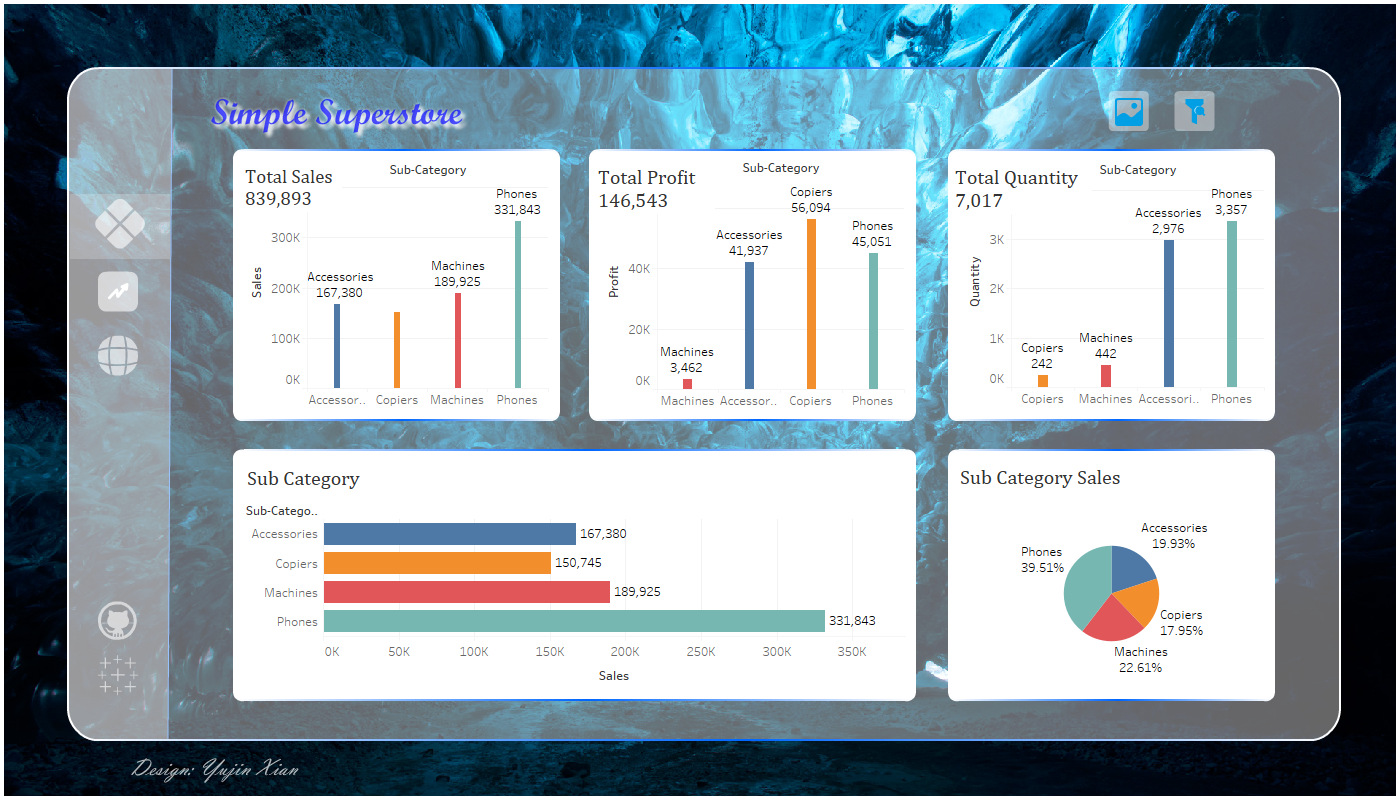 Simple Superstore
Total Sales
839,893
Sub-Category
Sales
300K
200K
100K
0K
Accessories
167,380
Machines
189,925
Phones
331,843
Accessor..
Copiers
Machines
Phones
Total Profit
146,543
Sub-Category
Profit
40K
20K
0K
Machines
3,462
Accessories
41,937
Copiers
56,094
Phones
45,051
Machines
Accessor..
Copiers
Phones
Total Quantity
7,017
Sub-Category
Quantity
3K
2K
1K
0K
Copiers
242
Machines
442
Accessories
2,976
Phones
3,357
Copiers
Machines
Accessori..
Phones
Sub Category
Sub-Catego..
Accessories
167,380
Copiers
150,745
Machines
189,925
Phones
331,843
0K
50K
100K
150K
200K
250K
300K
350K
Sales
Sub Category Sales
Accessories
19.93%
Phones
39.51%
Copiers
17.95%
Machines
22.61%
Design: Yujin Xian